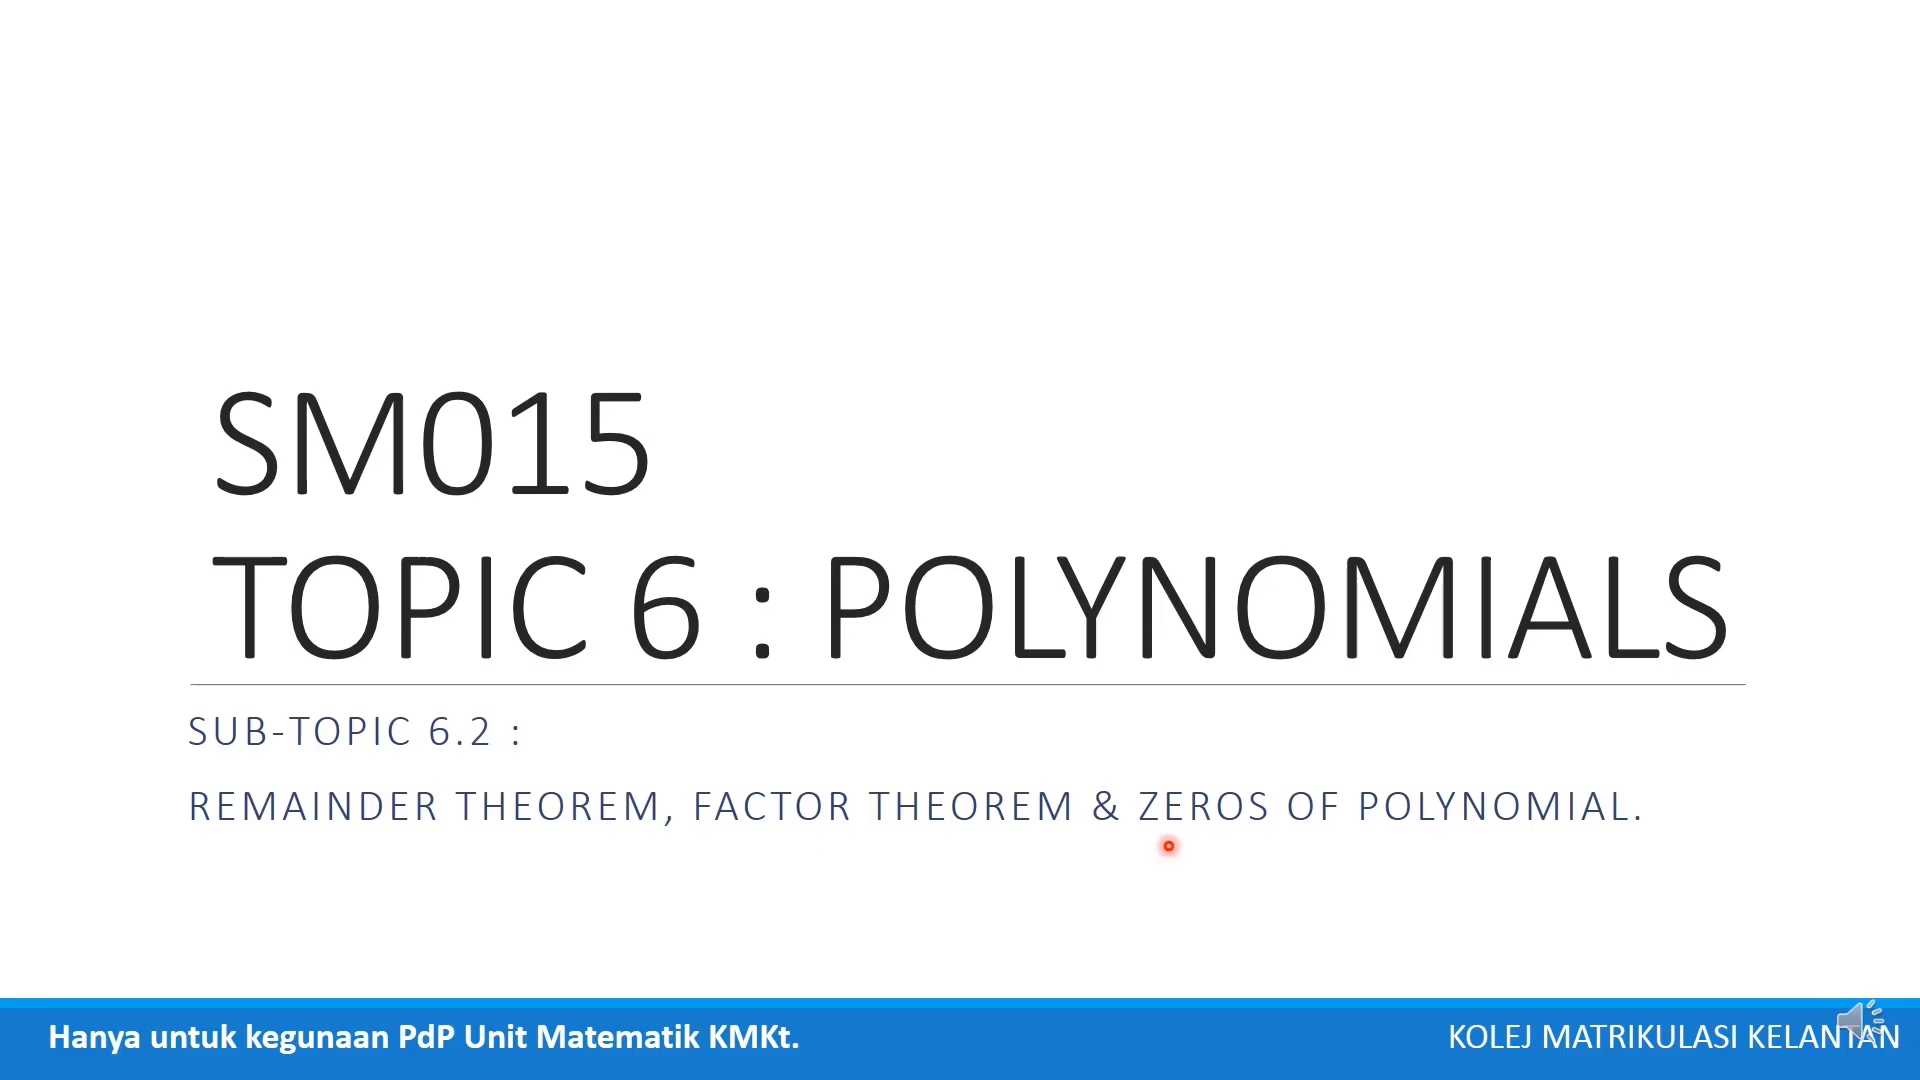 SM015
TOPIC 6 : POLYNOMIALS
SUB-TOPIC 6.2 :
REMAINDER THEOREM, FACTOR THEOREM & ZEROS OF POLYNOMIAL.
Hanya untuk kegunaan PdP Unit Matematik KMKt.
KOLEJ MATRIKULASI KELANTAN